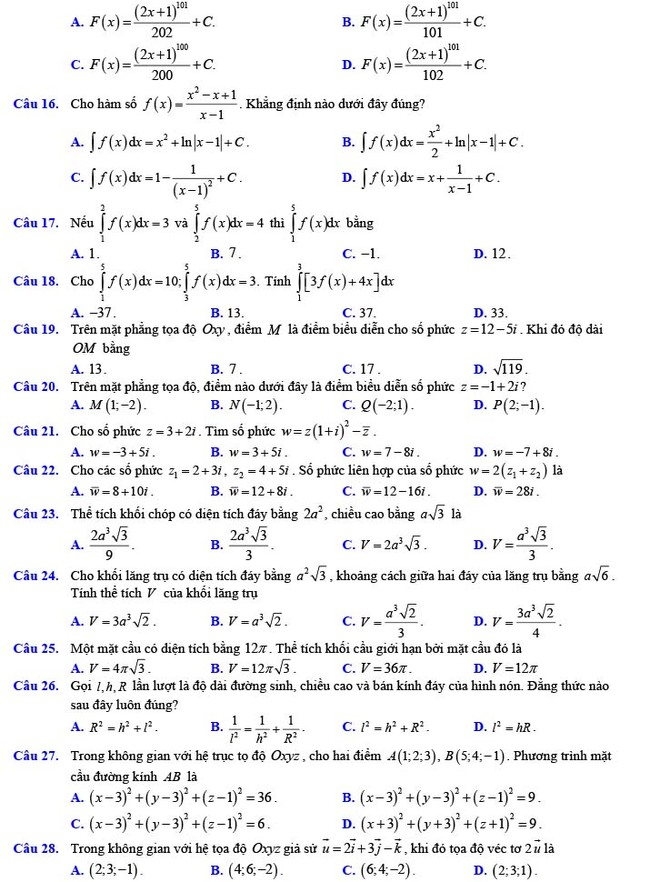 A. F(x) = (2x+1)^101 / 202 + C. B. F(x) = (2x+1)^101 / 101 + C.
C. F(x) = (2x+1)^100 / 200 + C. D. F(x) = (2x+1)^101 / 102 + C.
Câu 16. Cho hàm số f(x) = (x² − x + 1)/(x − 1). Khẳng định nào dưới đây đúng?
A. ∫f(x)dx = x² + ln|x−1| + C. B. ∫f(x)dx = x²/2 + ln|x−1| + C.
C. ∫f(x)dx = 1 − 1/(x−1)² + C. D. ∫f(x)dx = x + 1/(x−1) + C.
Câu 17. Nếu ∫₁² f(x)dx = 3 và ∫₂⁵ f(x)dx = 4 thì ∫₁⁵ f(x)dx bằng
A. 1. B. 7. C. −1. D. 12.
Câu 18. Cho ∫₁⁵ f(x)dx = 10; ∫₃⁵ f(x)dx = 3. Tính ∫₁³ [3f(x) + 4x]dx
A. −37. B. 13. C. 37. D. 33.
Câu 19. Trên mặt phẳng tọa độ Oxy, điểm M là điểm biểu diễn cho số phức z = 12 − 5i. Khi đó độ dài
OM bằng
A. 13. B. 7. C. 17. D. √119.
Câu 20. Trên mặt phẳng tọa độ, điểm nào dưới đây là điểm biểu diễn số phức z = −1 + 2i?
A. M(1;−2). B. N(−1;2). C. Q(−2;1). D. P(2;−1).
Câu 21. Cho số phức z = 3 + 2i. Tìm số phức w = z(1+i)² − z̅.
A. w = −3 + 5i. B. w = 3 + 5i. C. w = 7 − 8i. D. w = −7 + 8i.
Câu 22. Cho các số phức z₁ = 2 + 3i, z₂ = 4 + 5i. Số phức liên hợp của số phức w = 2(z₁ + z₂) là
A. w̅ = 8 + 10i. B. w̅ = 12 + 8i. C. w̅ = 12 − 16i. D. w̅ = 28i.
Câu 23. Thể tích khối chóp có diện tích đáy bằng 2a², chiều cao bằng a√3 là
A. 2a³√3/9. B. 2a³√3/3. C. V = 2a³√3. D. V = a³√3/3.
Câu 24. Cho khối lăng trụ có diện tích đáy bằng a²√3, khoảng cách giữa hai đáy của lăng trụ bằng a√6.
Tính thể tích V của khối lăng trụ
A. V = 3a³√2. B. V = a³√2. C. V = a³√2/3. D. V = 3a³√2/4.
Câu 25. Một mặt cầu có diện tích bằng 12π. Thể tích khối cầu giới hạn bởi mặt cầu đó là
A. V = 4π√3. B. V = 12π√3. C. V = 36π. D. V = 12π
Câu 26. Gọi l, h, R lần lượt là độ dài đường sinh, chiều cao và bán kính đáy của hình nón. Đẳng thức nào
sau đây luôn đúng?
A. R² = h² + l². B. 1/l² = 1/h² + 1/R². C. l² = h² + R². D. l² = hR.
Câu 27. Trong không gian với hệ trục tọ độ Oxyz, cho hai điểm A(1;2;3), B(5;4;−1). Phương trình mặt
cầu đường kính AB là
A. (x−3)² + (y−3)² + (z−1)² = 36. B. (x−3)² + (y−3)² + (z−1)² = 9.
C. (x−3)² + (y−3)² + (z−1)² = 6. D. (x+3)² + (y+3)² + (z+1)² = 9.
Câu 28. Trong không gian với hệ tọa độ Oxyz giả sử u⃗ = 2i⃗ + 3j⃗ − k⃗, khi đó tọa độ véc tơ 2u⃗ là
A. (2;3;−1). B. (4;6;−2). C. (6;4;−2). D. (2;3;1).